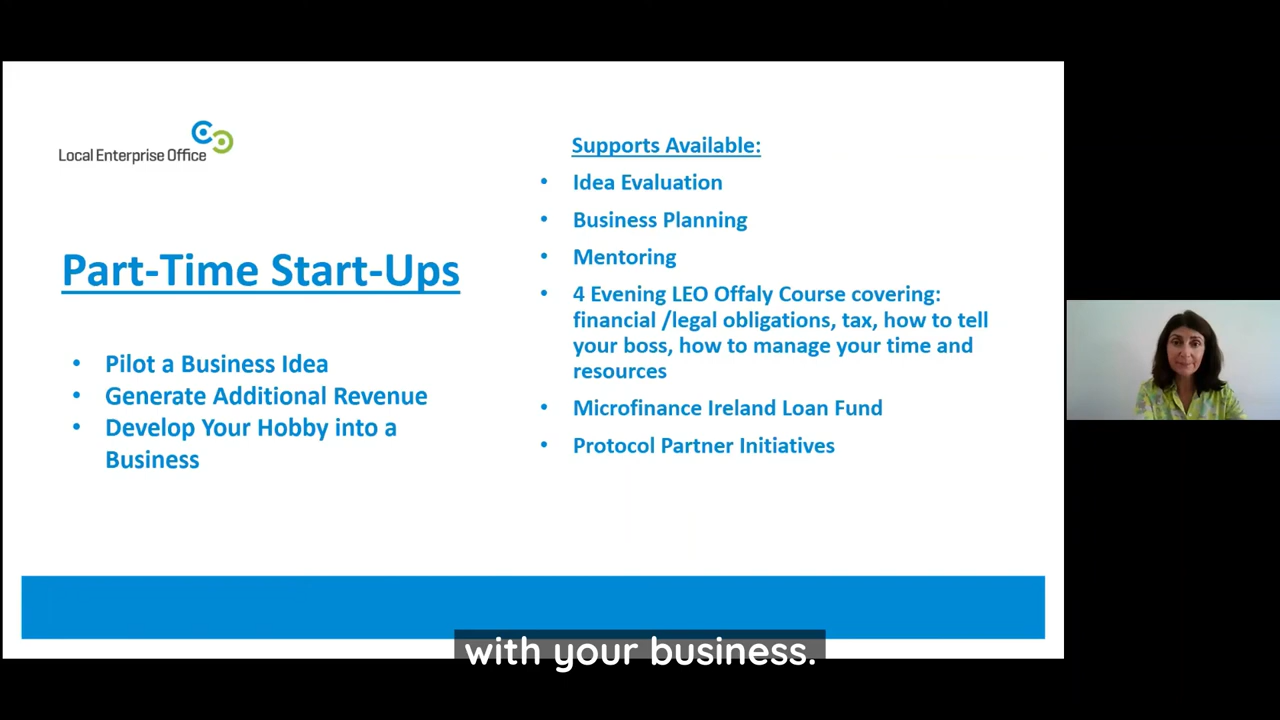 Local Enterprise Office
Part-Time Start-Ups
• Pilot a Business Idea
• Generate Additional Revenue
• Develop Your Hobby into a
Business
Supports Available:
• Idea Evaluation
• Business Planning
• Mentoring
• 4 Evening LEO Offaly Course covering:
financial /legal obligations, tax, how to tell
your boss, how to manage your time and
resources
• Microfinance Ireland Loan Fund
• Protocol Partner Initiatives
with your business.